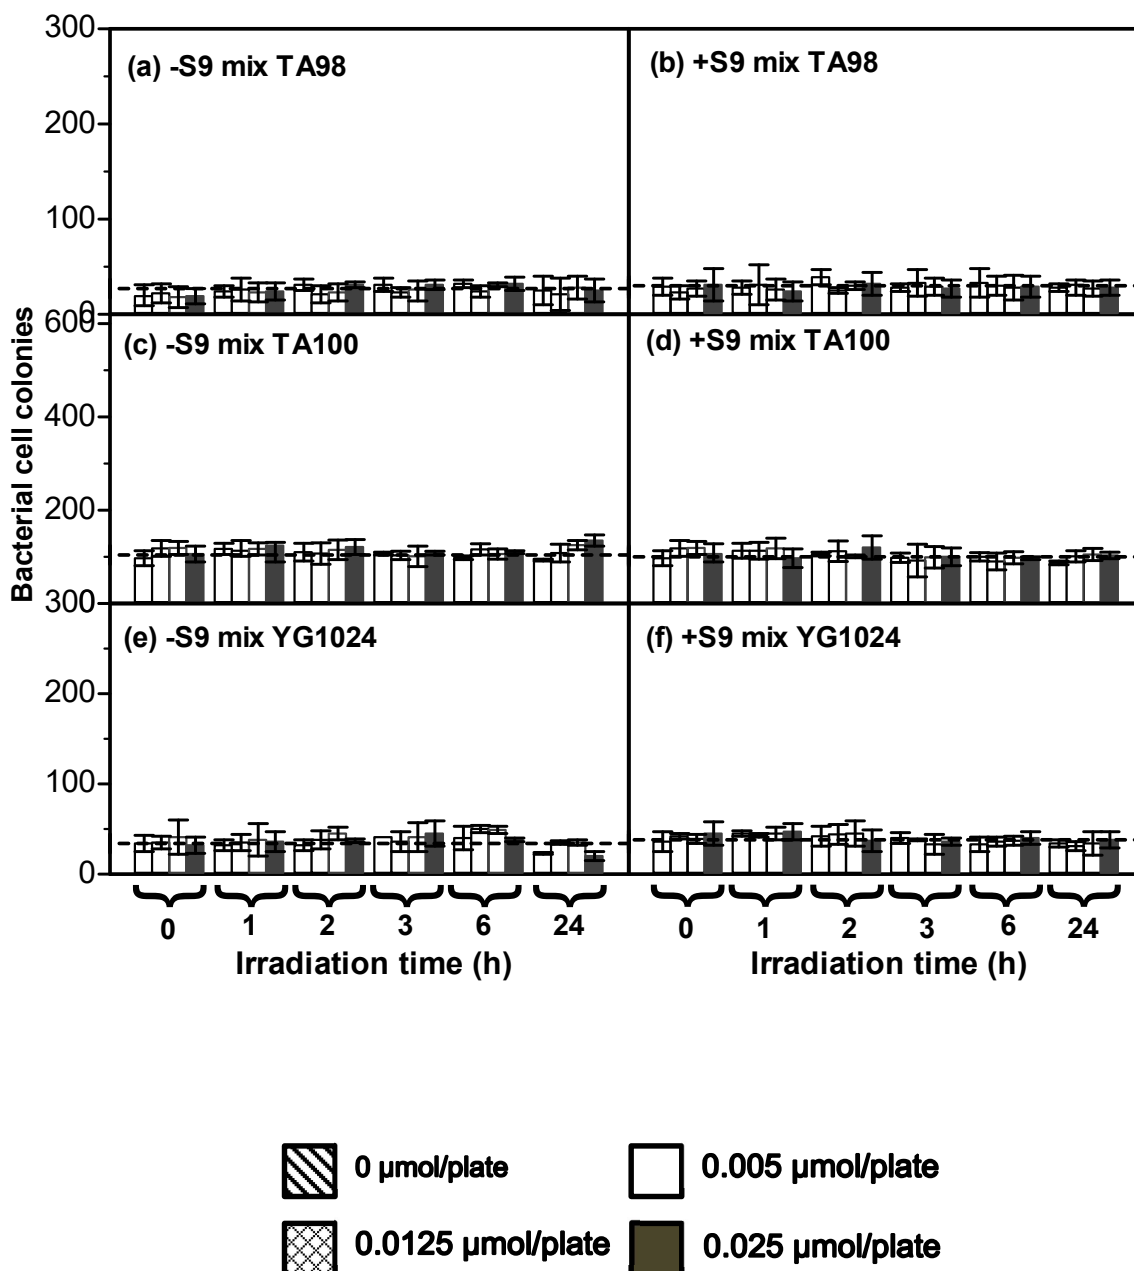 Bacterial cell colonies
300
200
100
0
(a) -S9 mix TA98
(b) +S9 mix TA98
600
400
200
(c) -S9 mix TA100
(d) +S9 mix TA100
300
200
100
0
(e) -S9 mix YG1024
(f) +S9 mix YG1024
0 1 2 3 6 24
0 1 2 3 6 24
Irradiation time (h)
Irradiation time (h)
0 µmol/plate
0.005 µmol/plate
0.0125 µmol/plate
0.025 µmol/plate